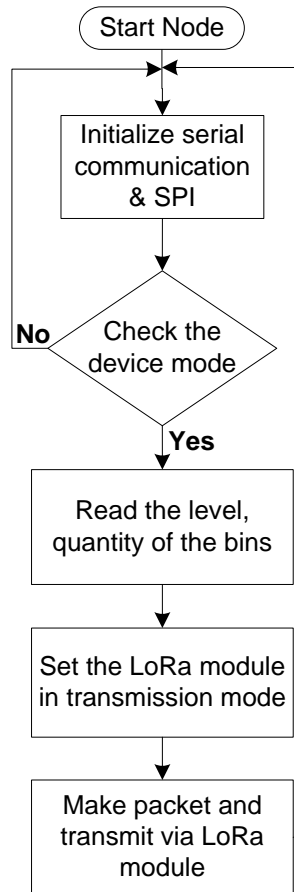 Start Node
Initialize serial
communication
& SPI
No
Check the
device mode
Yes
Read the level,
quantity of the bins
Set the LoRa module
in transmission mode
Make packet and
transmit via LoRa
module